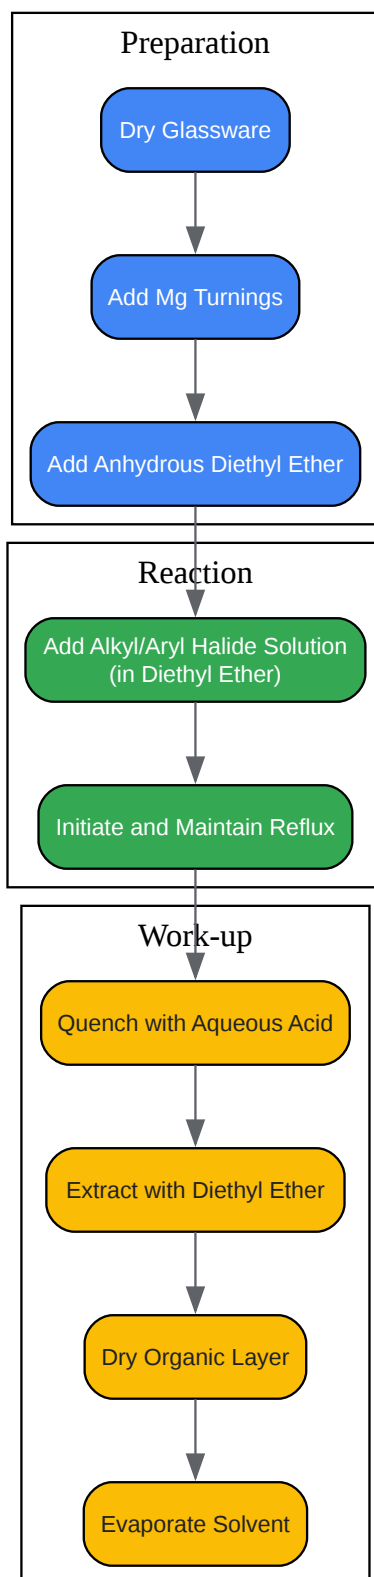 Preparation
Dry Glassware
Add Mg Turnings
Add Anhydrous Diethyl Ether
Reaction
Add Alkyl/Aryl Halide Solution
(in Diethyl Ether)
Initiate and Maintain Reflux
Work-up
Quench with Aqueous Acid
Extract with Diethyl Ether
Dry Organic Layer
Evaporate Solvent